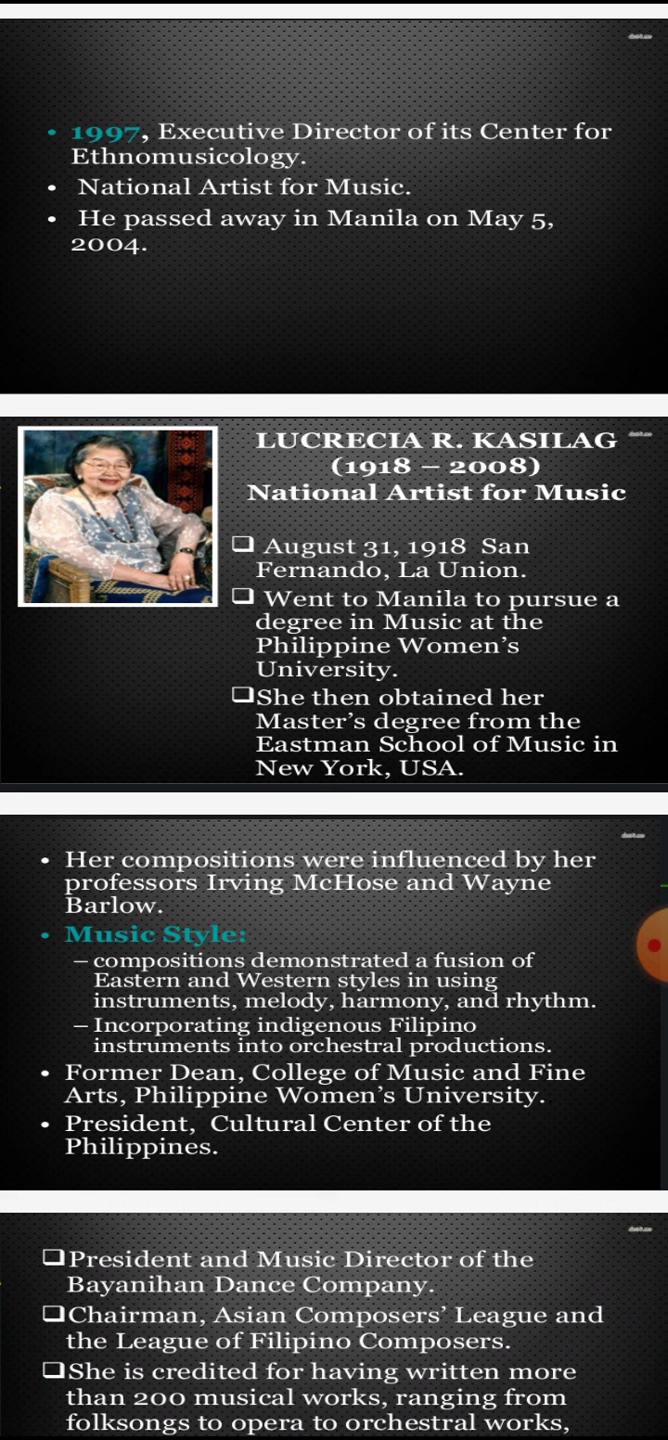 • 1997, Executive Director of its Center for
Ethnomusicology.
• National Artist for Music.
• He passed away in Manila on May 5,
2004.
LUCRECIA R. KASILAG
(1918 – 2008)
National Artist for Music
❑ August 31, 1918 San
Fernando, La Union.
❑ Went to Manila to pursue a
degree in Music at the
Philippine Women’s
University.
❑She then obtained her
Master’s degree from the
Eastman School of Music in
New York, USA.
• Her compositions were influenced by her
professors Irving McHose and Wayne
Barlow.
• Music Style:
– compositions demonstrated a fusion of
Eastern and Western styles in using
instruments, melody, harmony, and rhythm.
– Incorporating indigenous Filipino
instruments into orchestral productions.
• Former Dean, College of Music and Fine
Arts, Philippine Women’s University.
• President, Cultural Center of the
Philippines.
❑President and Music Director of the
Bayanihan Dance Company.
❑Chairman, Asian Composers’ League and
the League of Filipino Composers.
❑She is credited for having written more
than 200 musical works, ranging from
folksongs to opera to orchestral works,